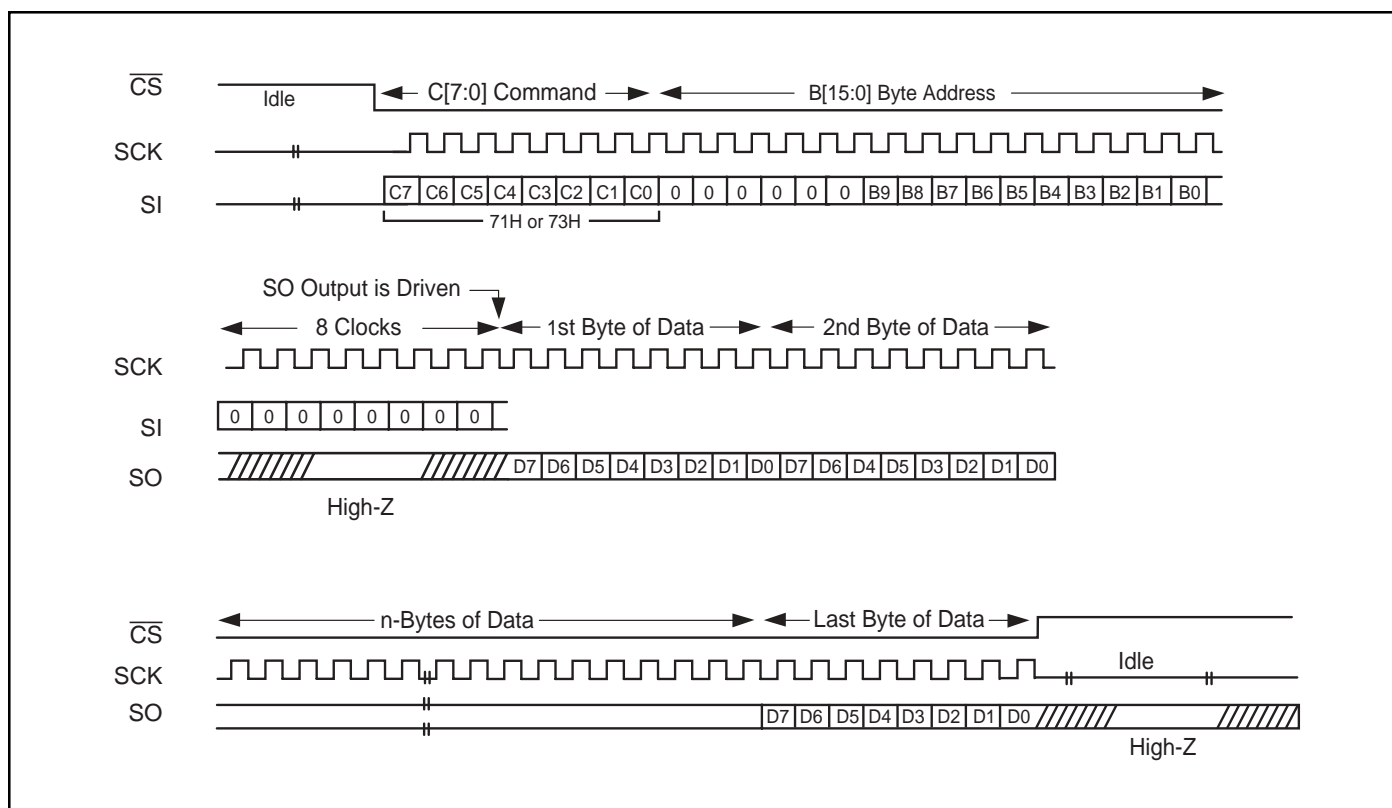 CS
Idle
C[7:0] Command
B[15:0] Byte Address
SCK
SI
C7 C6 C5 C4 C3 C2 C1 C0 0 0 0 0 0 0 B9 B8 B7 B6 B5 B4 B3 B2 B1 B0
71H or 73H
SO Output is Driven
8 Clocks
1st Byte of Data
2nd Byte of Data
SCK
SI
0 0 0 0 0 0 0 0
SO
D7 D6 D5 D4 D3 D2 D1 D0 D7 D6 D4 D5 D3 D2 D1 D0
High-Z
n-Bytes of Data
Last Byte of Data
CS
SCK
Idle
SO
D7 D6 D5 D4 D3 D2 D1 D0
High-Z